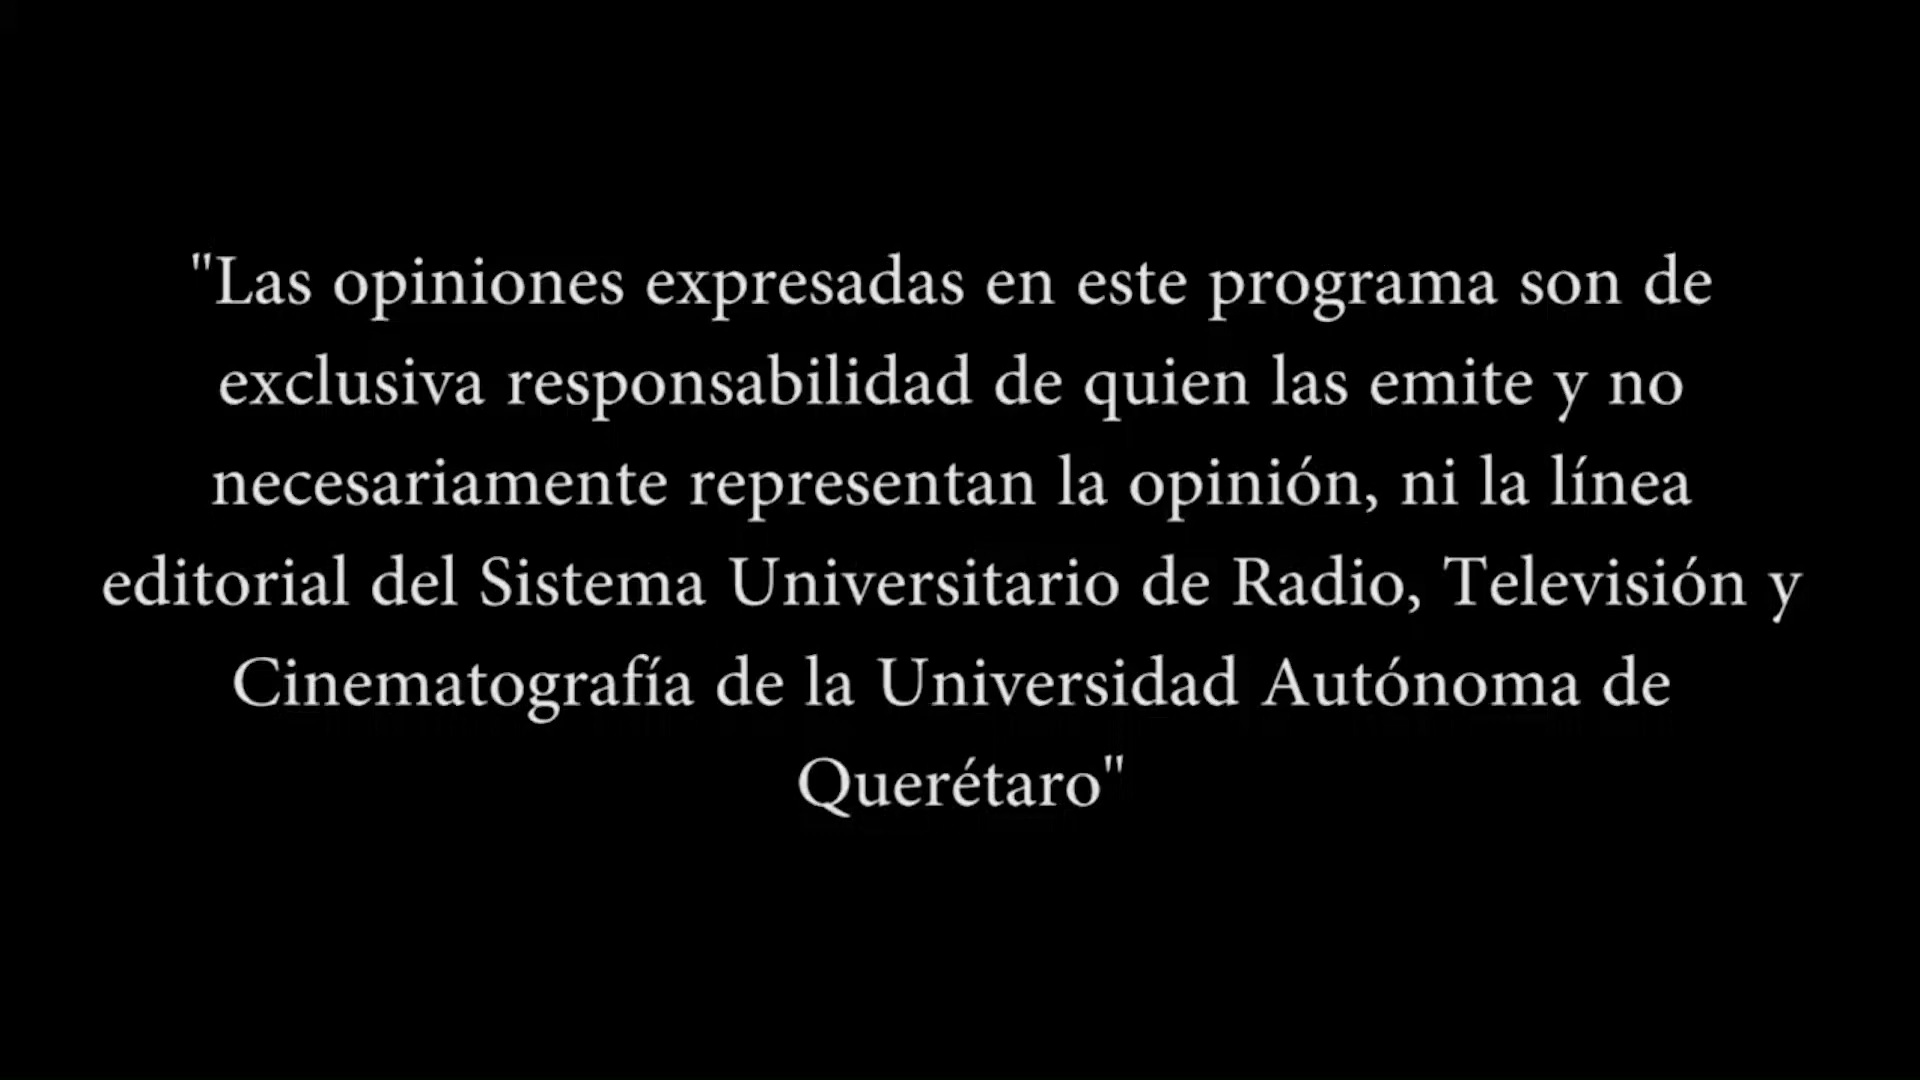 "Las opiniones expresadas en este programa son de
exclusiva responsabilidad de quien las emite y no
necesariamente representan la opinión, ni la línea
editorial del Sistema Universitario de Radio, Televisión y
Cinematografía de la Universidad Autónoma de
Querétaro"